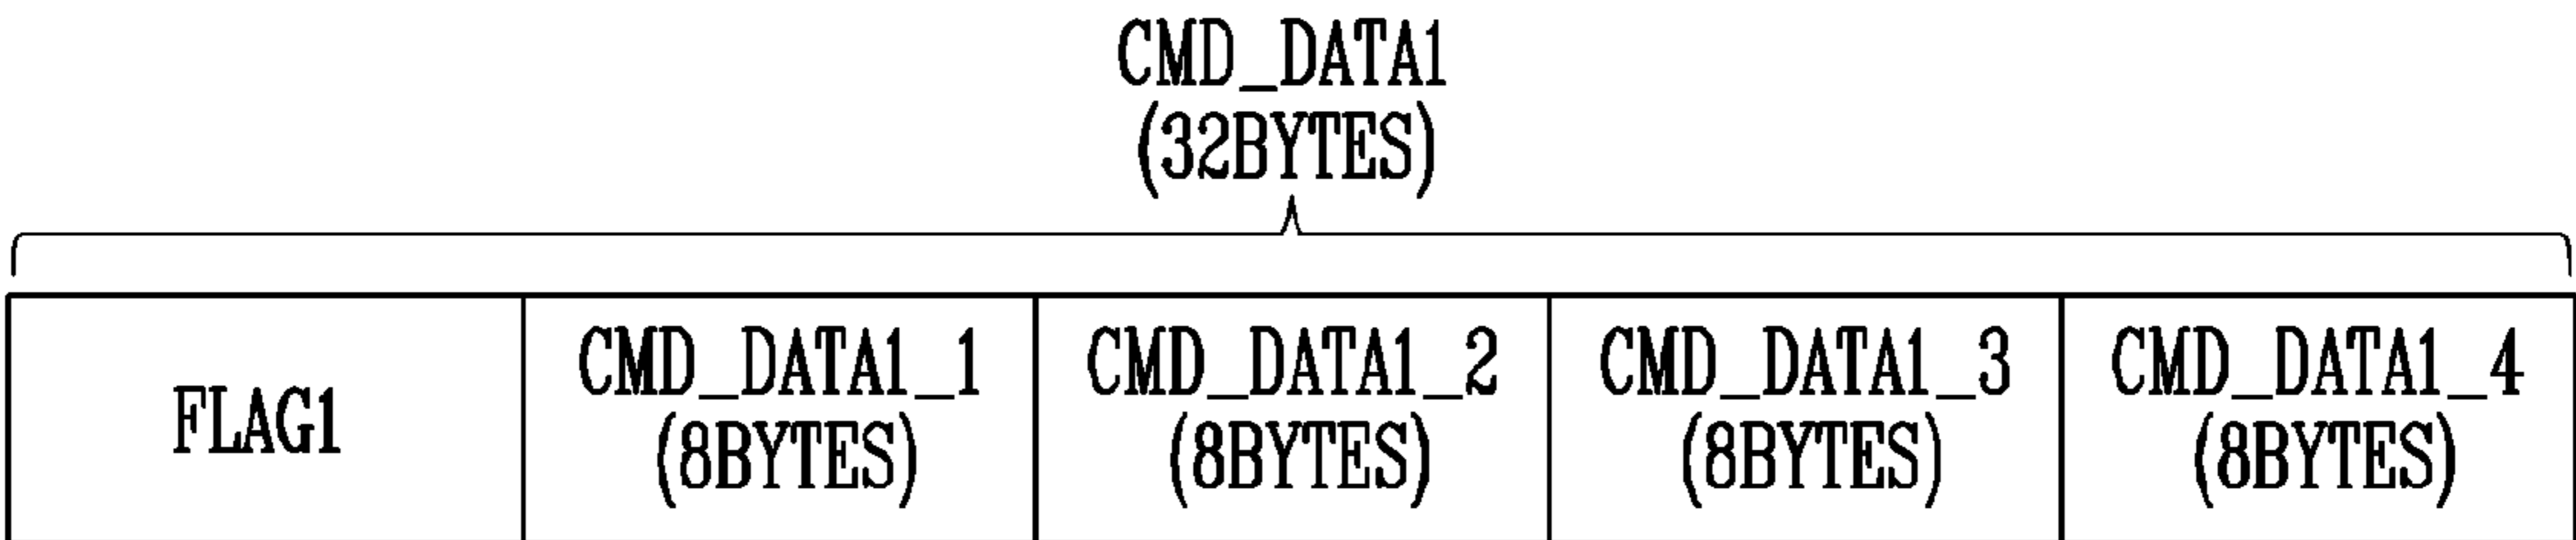 CMD_DATA1
(32BYTES)
FLAG1
CMD_DATA1_1
(8BYTES)
CMD_DATA1_2
(8BYTES)
CMD_DATA1_3
(8BYTES)
CMD_DATA1_4
(8BYTES)